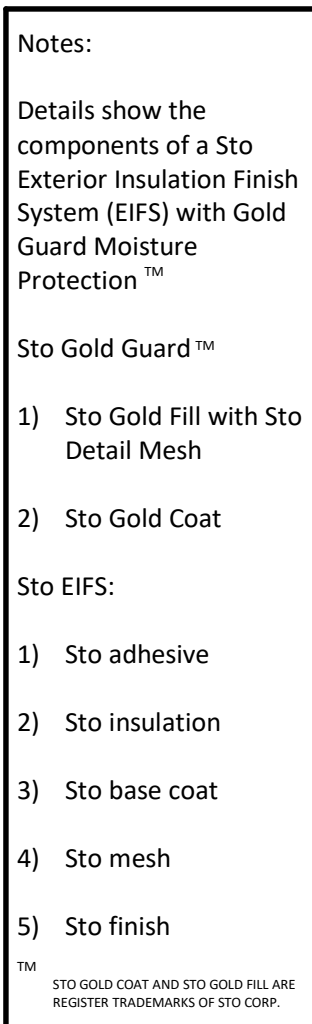 Notes:
Details show the
components of a Sto
Exterior Insulation Finish
System (EIFS) with Gold
Guard Moisture
Protection ™
Sto Gold Guard ™
1) Sto Gold Fill with Sto
Detail Mesh
2) Sto Gold Coat
Sto EIFS:
1) Sto adhesive
2) Sto insulation
3) Sto base coat
4) Sto mesh
5) Sto finish
™
STO GOLD COAT AND STO GOLD FILL ARE
REGISTER TRADEMARKS OF STO CORP.